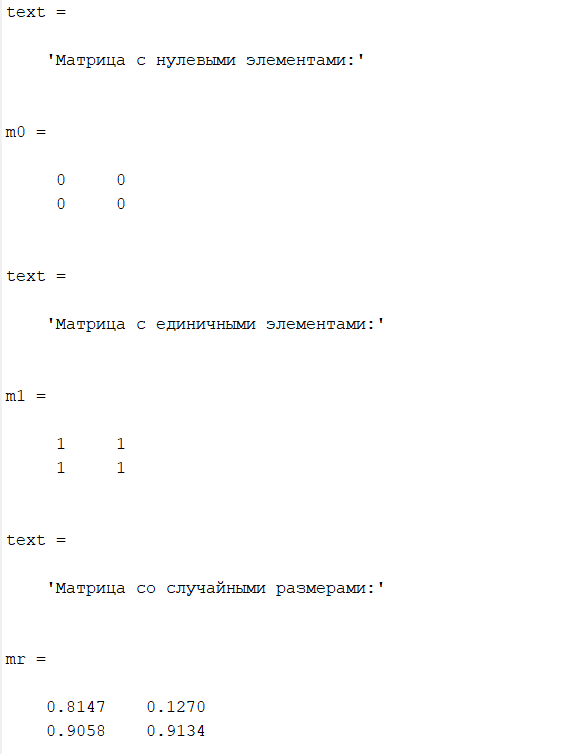 text =
'Матрица с нулевыми элементами:'
m0 =
0 0
0 0
text =
'Матрица с единичными элементами:'
m1 =
1 1
1 1
text =
'Матрица со случайными размерами:'
mr =
0.8147 0.1270
0.9058 0.9134